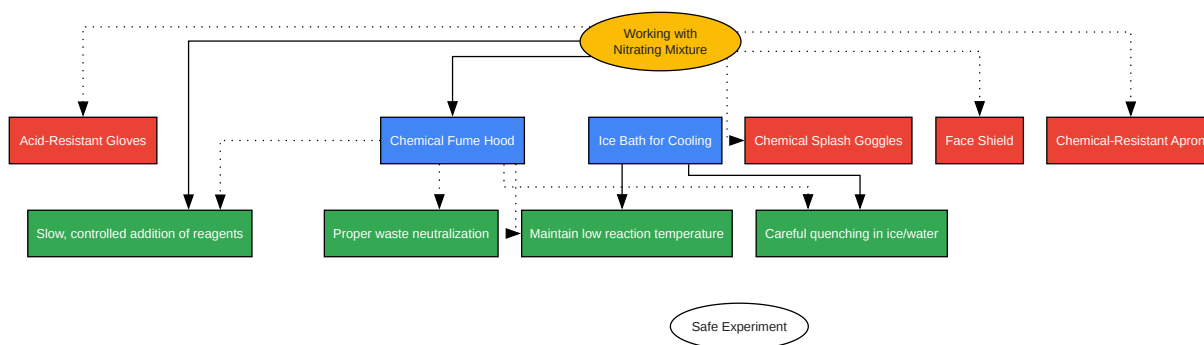 Working with
Nitrating Mixture
Acid-Resistant Gloves
Chemical Fume Hood
Ice Bath for Cooling
Chemical Splash Goggles
Face Shield
Chemical-Resistant Apron
Slow, controlled addition of reagents
Proper waste neutralization
Maintain low reaction temperature
Careful quenching in ice/water
Safe Experiment